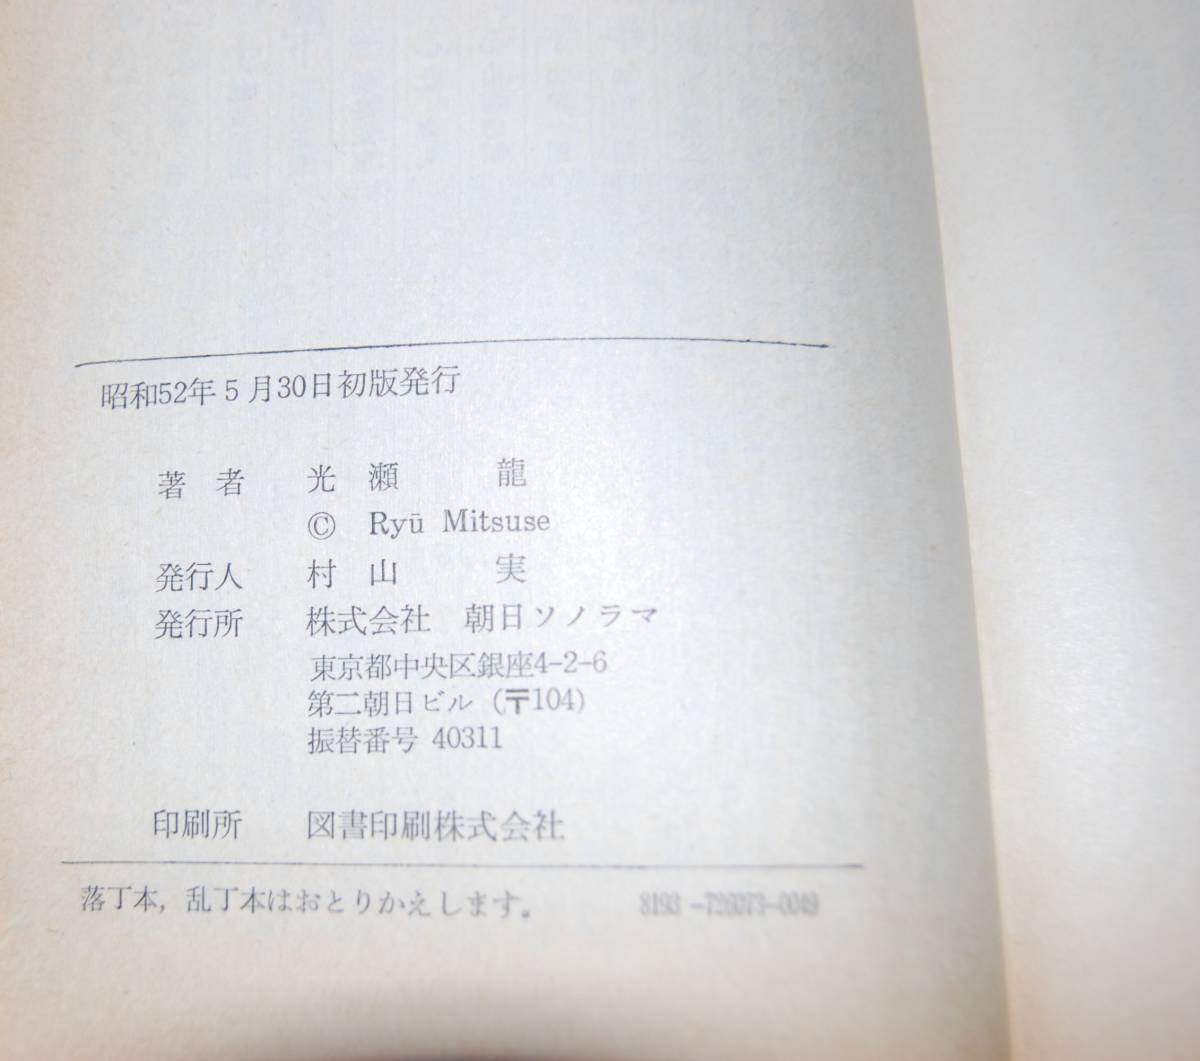 昭和52年5月30日初版発行
著者 光瀬 龍
© Ryū Mitsuse
発行人 村山 実
発行所 株式会社 朝日ソノラマ
東京都中央区銀座4-2-6
第二朝日ビル (〒104)
振替番号 40311
印刷所 図書印刷株式会社
落丁本,乱丁本はおとりかえします。